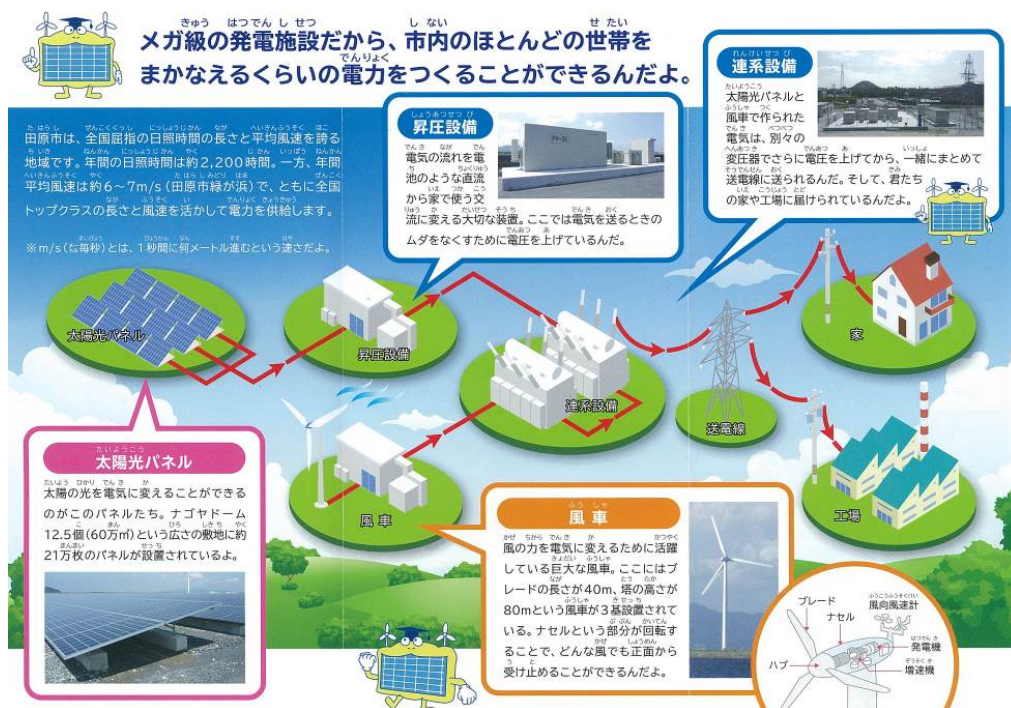 メガ級の発電施設だから、市内のほとんどの世帯を
まかなえるくらいの電力をつくることができるんだよ。
田原市は、全国屈指の日照時間の長さと平均風速を誇る
地域です。年間の日照時間は約2,200時間。一方、年間
平均風速は約6〜7m/s(田原市緑が浜)で、ともに全国
トップクラスの長さと風速を活かして電力を供給します。
※m/s(㍍毎秒)とは、1秒間に何メートル進むという速さだよ。
昇圧設備
電気の流れを電
池のような直流
から家で使う交
流に変える大切な装置。ここでは電気を送るときの
ムダをなくすために電圧を上げているんだ。
連系設備
太陽光パネルと
風車で作られた
電気は、別々の
変圧器でさらに電圧を上げてから、一緒にまとめて
送電線に送られるんだ。そして、君たち
の家や工場に届けられているんだよ。
太陽光パネル
昇圧設備
連系設備
送電線
家
工場
風車
太陽光パネル
太陽の光を電気に変えることができる
のがこのパネルたち。ナゴヤドーム
12.5個(60万㎡)という広さの敷地に約
21万枚のパネルが設置されているよ。
風車
風の力を電気に変えるために活躍
している巨大な風車。ここにはブ
レードの長さが40m、塔の高さが
80mという風車が3基設置されて
いる。ナセルという部分が回転す
ることで、どんな風でも正面から
受け止めることができるんだよ。
ブレード
ナセル
風向風速計
発電機
増速機
ハブ